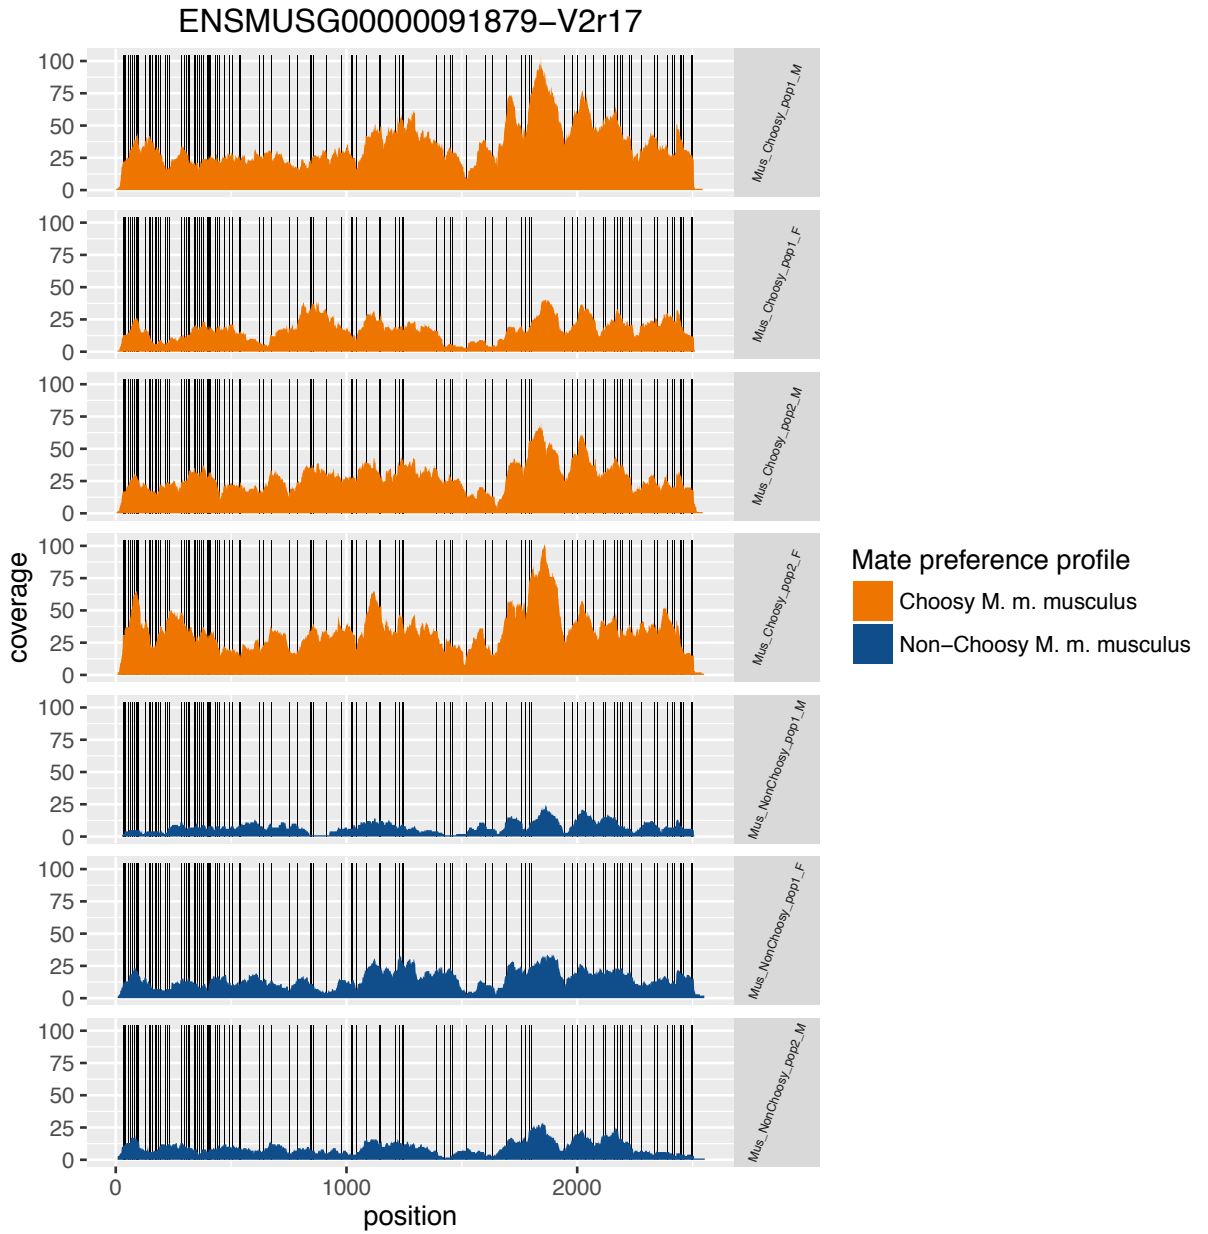 ENSMUSG00000091879−V2r17
100
75
50
25
0
Mus_Choosy_pop1_M
100
75
50
25
0
Mus_Choosy_pop1_F
100
75
50
25
0
Mus_Choosy_pop2_M
100
75
50
25
0
Mus_Choosy_pop2_F
100
75
50
25
0
Mus_NonChoosy_pop1_M
100
75
50
25
0
Mus_NonChoosy_pop1_F
100
75
50
25
0
Mus_NonChoosy_pop2_M
0 1000 2000
position
coverage
Mate preference profile
Choosy M. m. musculus
Non−Choosy M. m. musculus